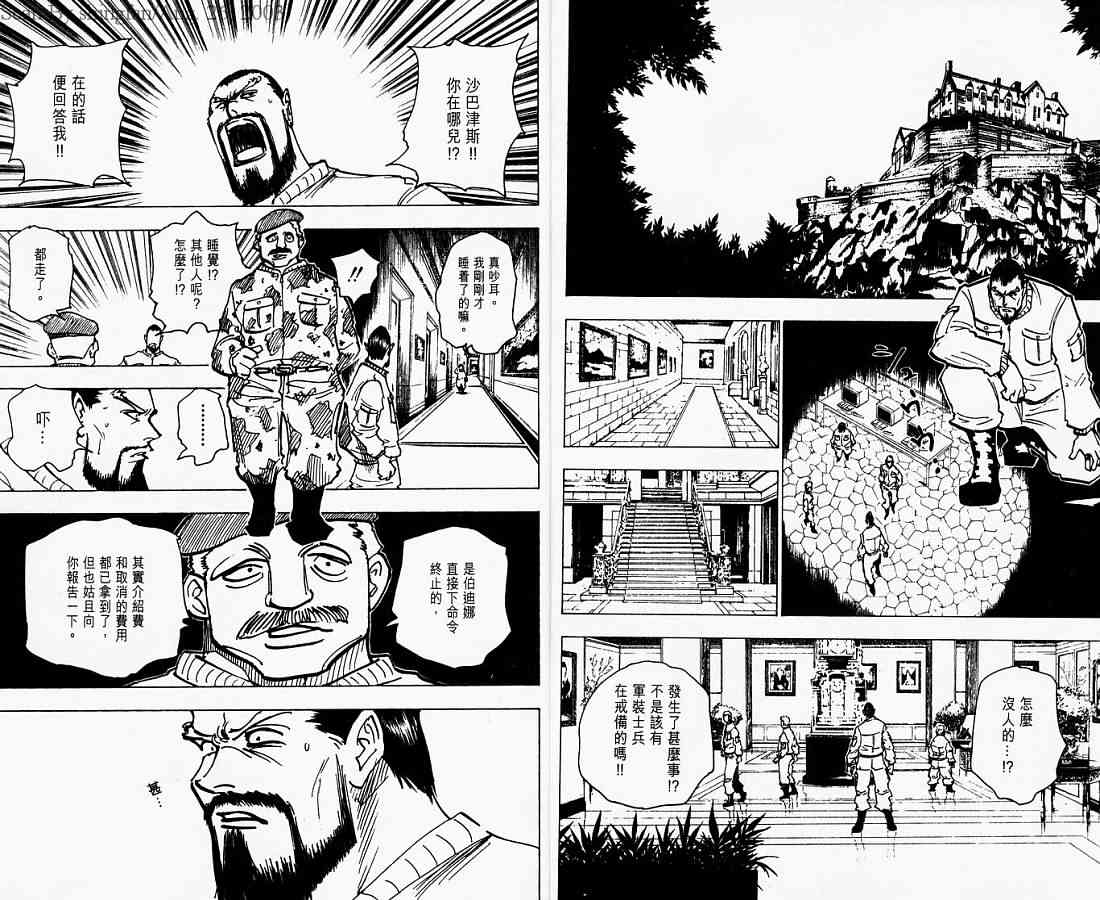 怎麼
沒人的…!?
發生了甚麼事!?
不是該有
軍裝士兵
在戒備的嗎!!
沙巴津斯!!
你在哪兒!?
在的話
便回答我!!
真吵耳。
我剛剛才
睡着了的嘛。
!!
睡覺!?
其他人呢?
怎麼了!?
都走了。
………
吓…
是伯迪娜
直接下命令
終止的,
其實介紹費
和取消的費用
都已拿到了,
但也姑且向
你報告一下。
甚…